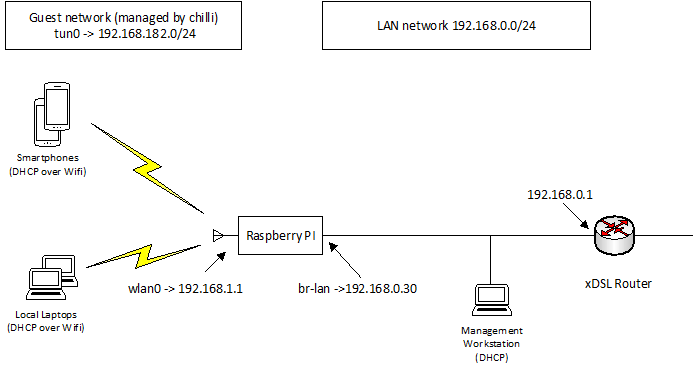 Guest network (managed by chilli)
tun0 -> 192.168.182.0/24
LAN network 192.168.0.0/24
Smartphones
(DHCP over Wifi)
192.168.0.1
Raspberry PI
xDSL Router
wlan0 -> 192.168.1.1
br-lan ->192.168.0.30
Local Laptops
(DHCP over Wifi)
Management
Workstation
(DHCP)